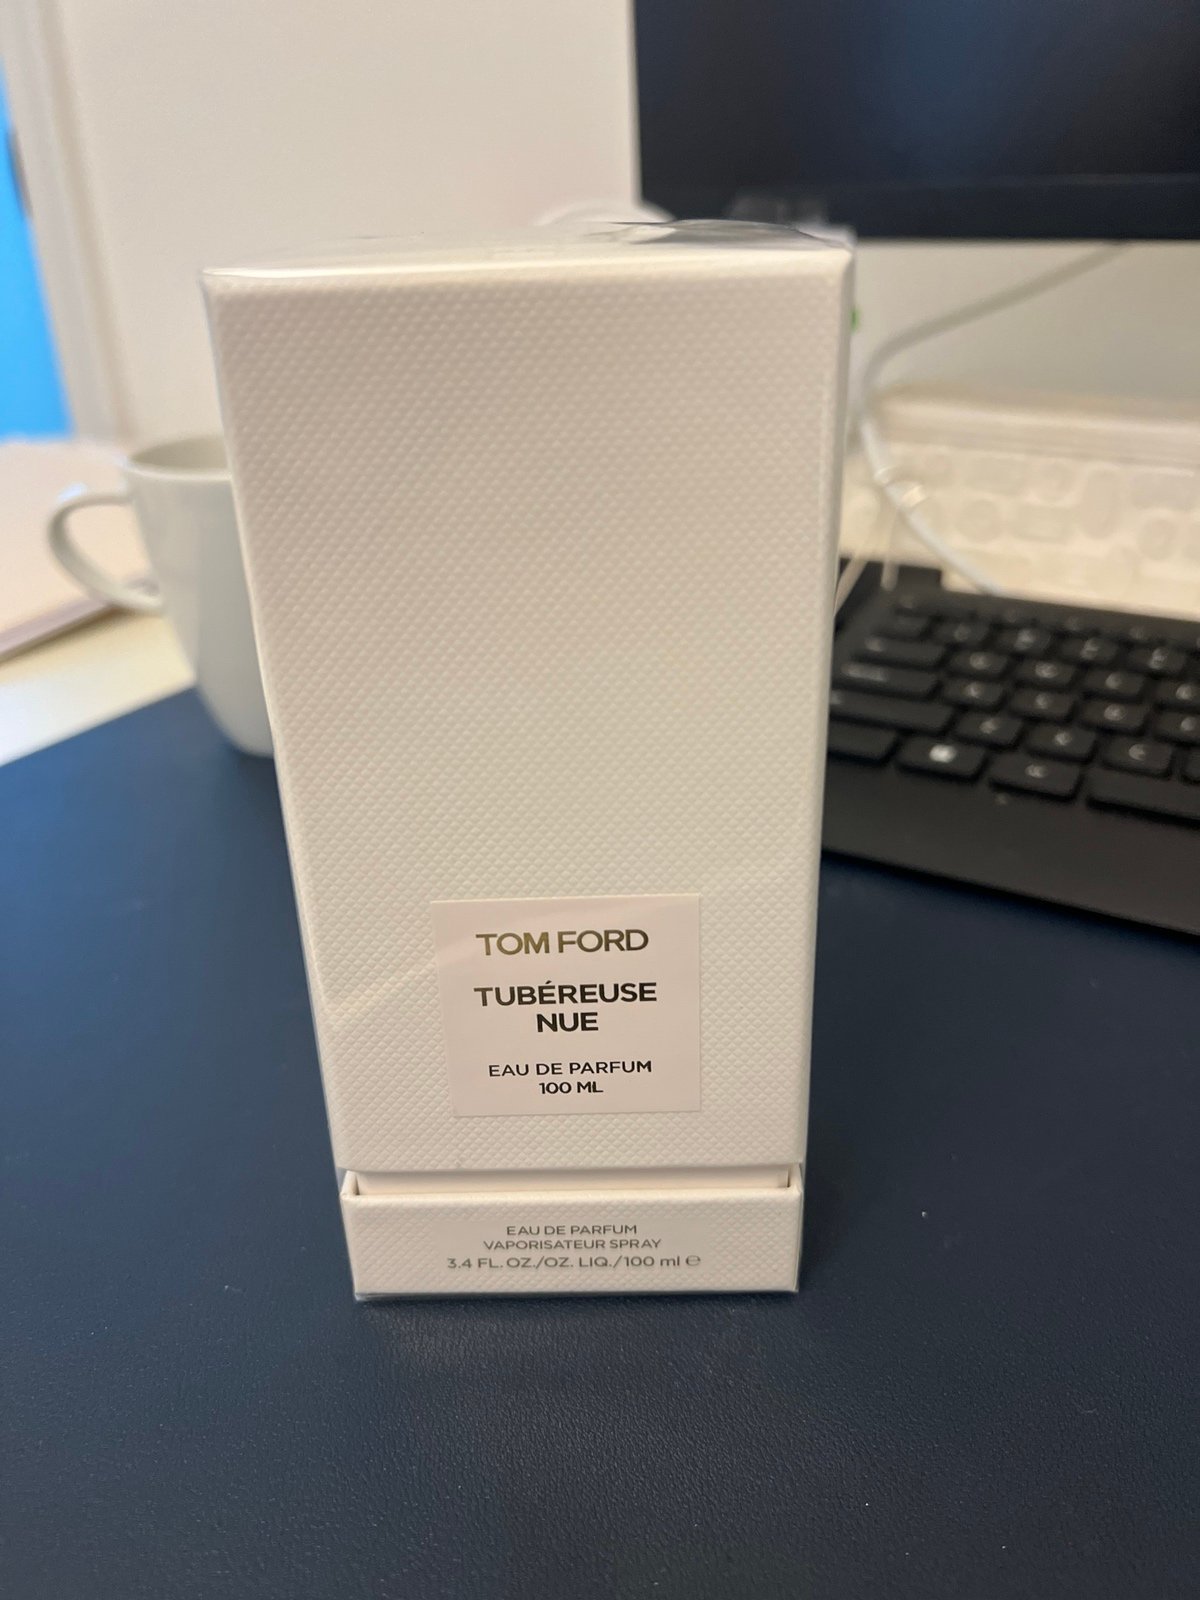 TOM FORD
TUBÉREUSE
NUE
EAU DE PARFUM
100 ML
EAU DE PARFUM
VAPORISATEUR SPRAY
3.4 FL. OZ./OZ. LIQ./100 ml ℮